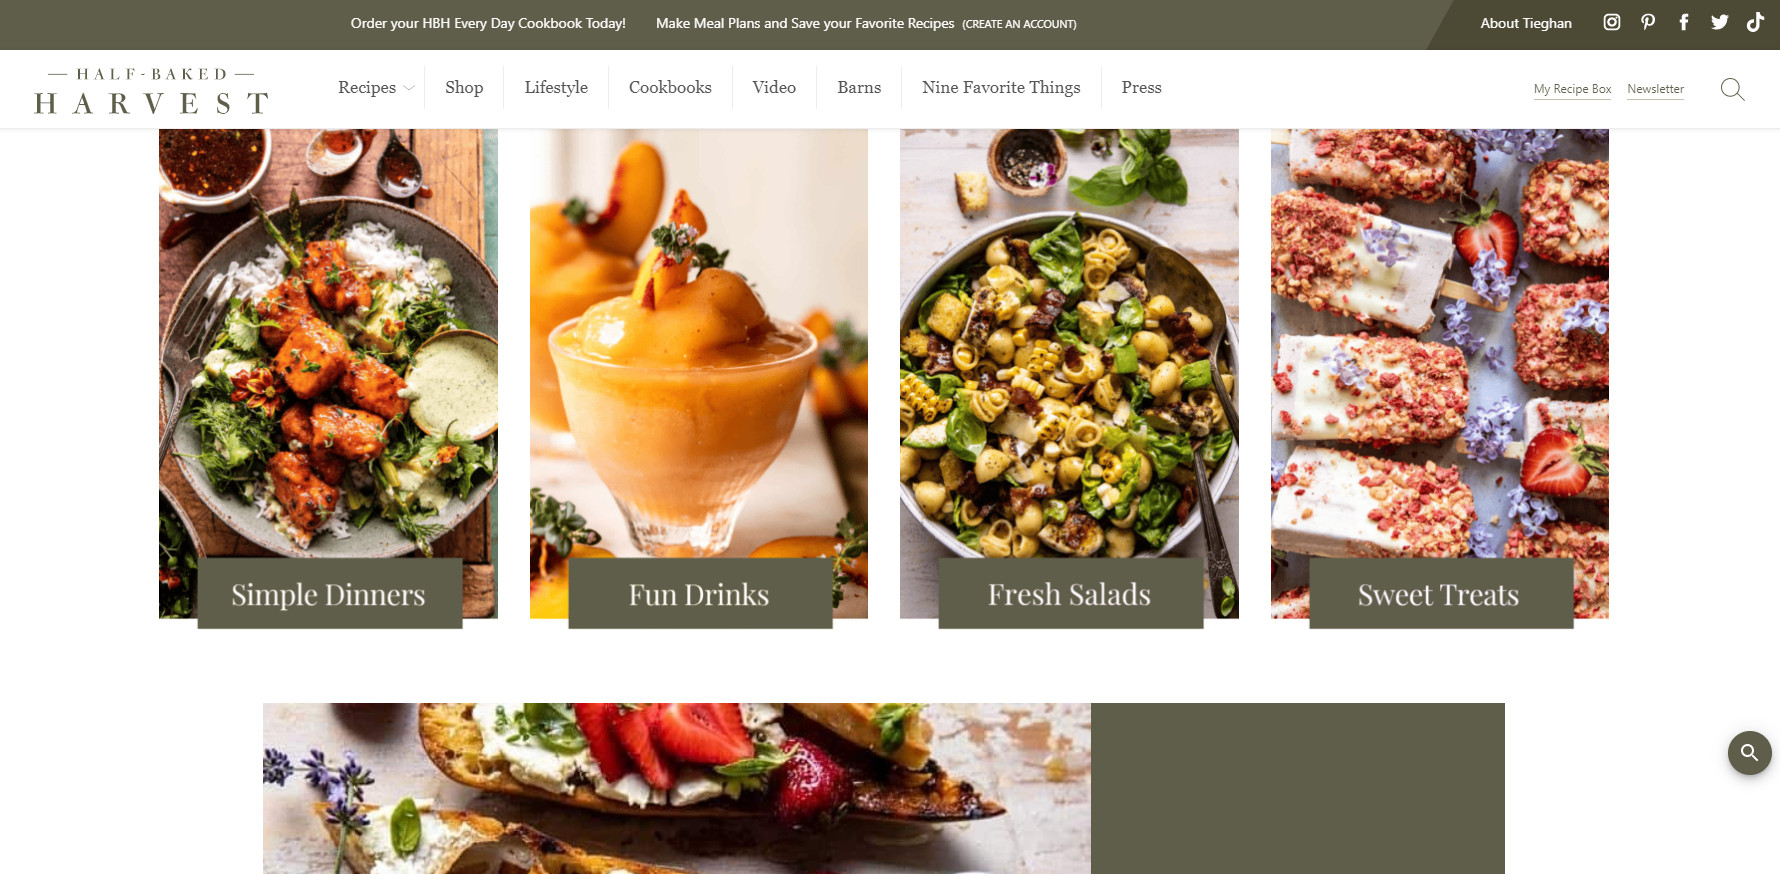 Order your HBH Every Day Cookbook Today!
Make Meal Plans and Save your Favorite Recipes (CREATE AN ACCOUNT)
About Tieghan
HALF-BAKED
HARVEST
Recipes
Shop
Lifestyle
Cookbooks
Video
Barns
Nine Favorite Things
Press
My Recipe Box
Newsletter
Simple Dinners
Fun Drinks
Fresh Salads
Sweet Treats